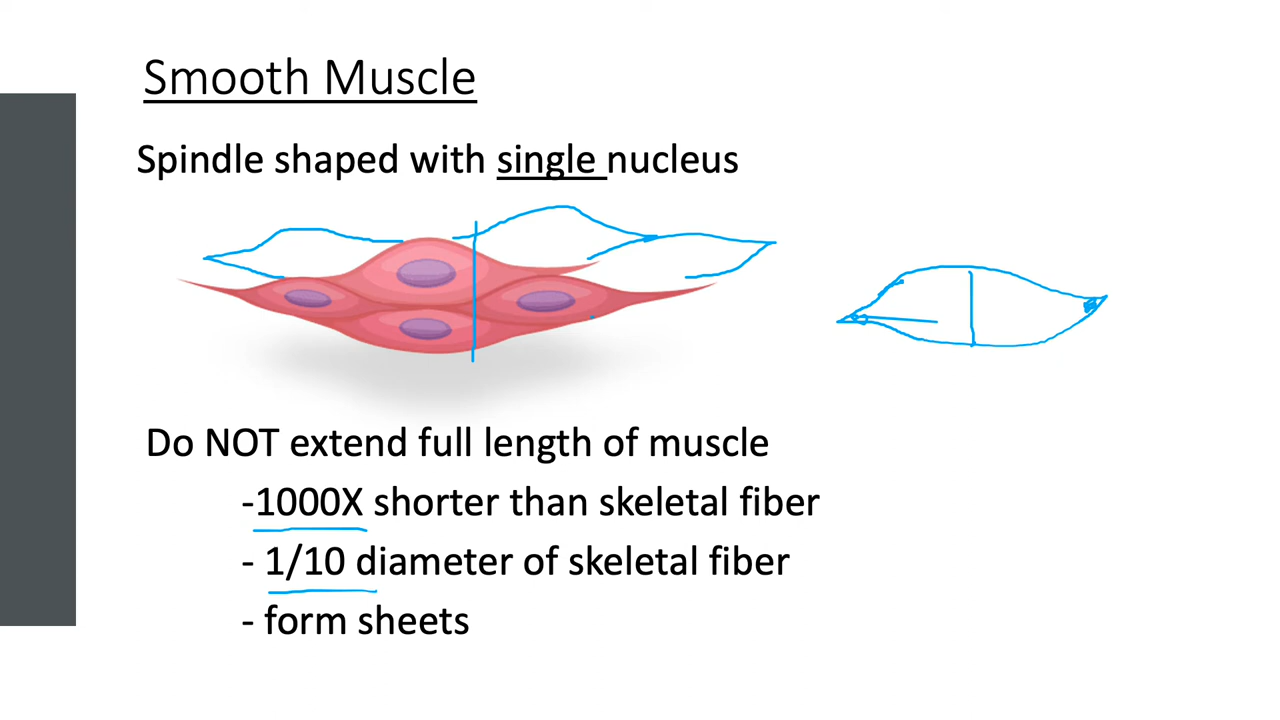 Smooth Muscle
Spindle shaped with single nucleus
Do NOT extend full length of muscle
-1000X shorter than skeletal fiber
- 1/10 diameter of skeletal fiber
- form sheets